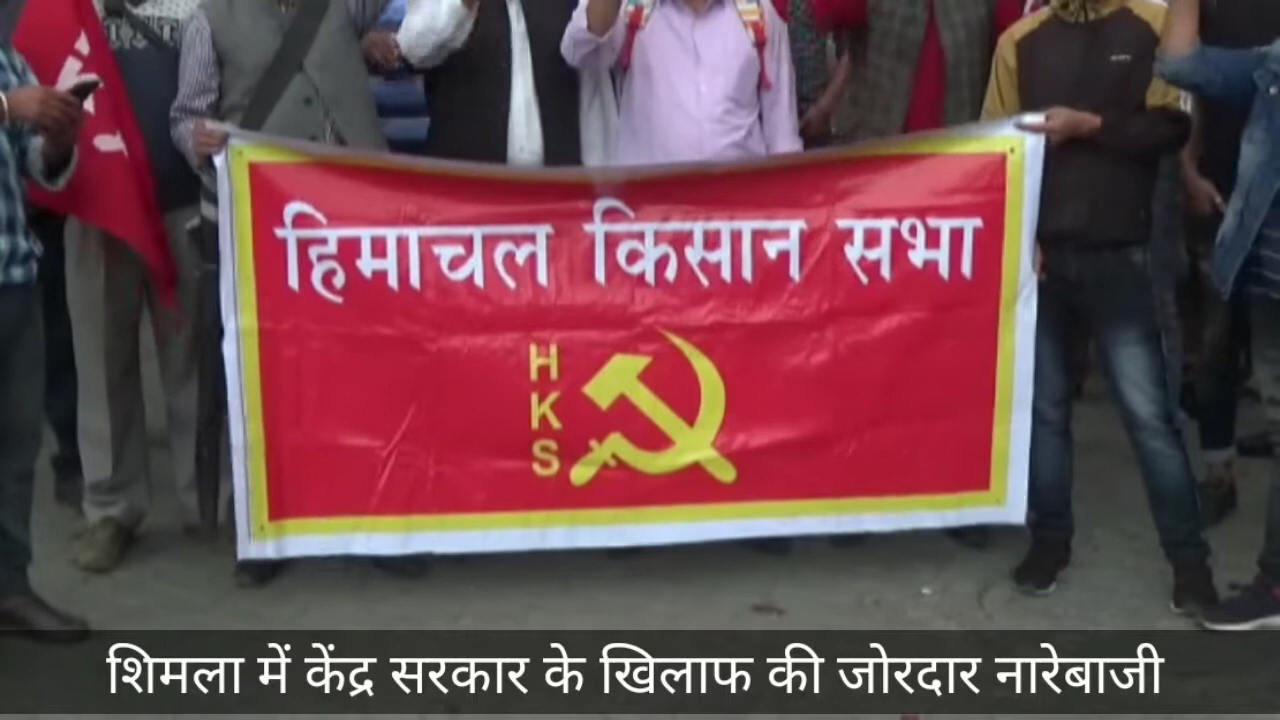 हिमाचल किसान सभा
H
K
S
शिमला में केंद्र सरकार के खिलाफ की जोरदार नारेबाजी